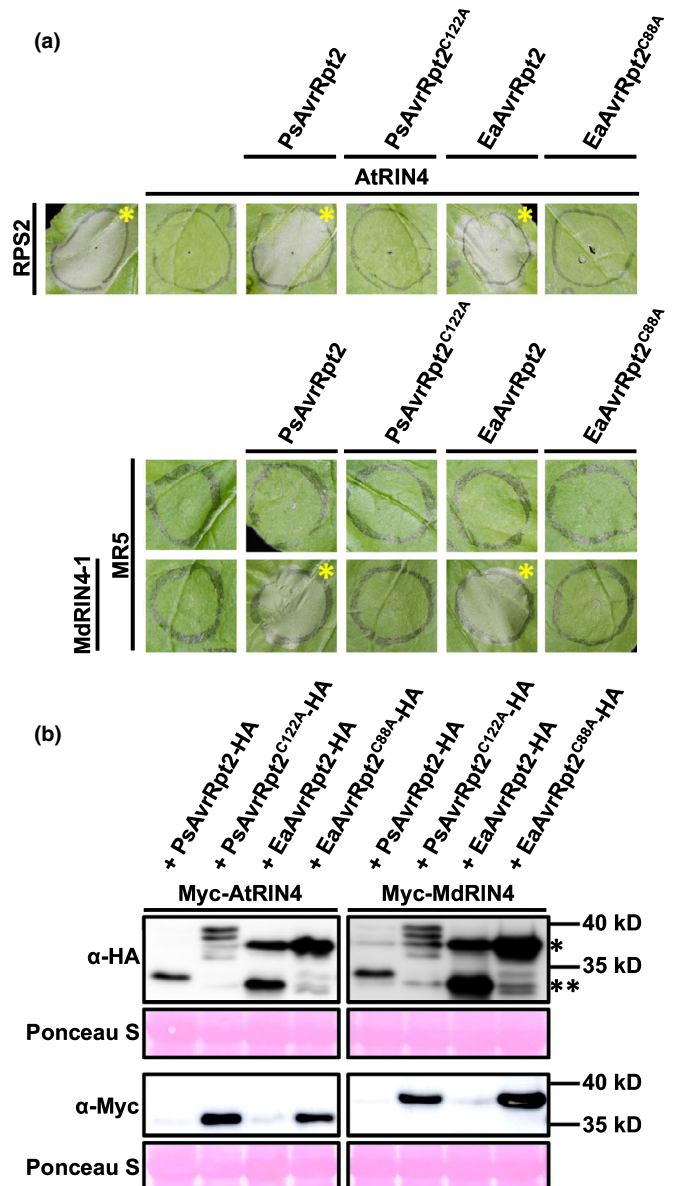 (a)
PsAvrRpt2
PsAvrRpt2C122A
EaAvrRpt2
EaAvrRpt2C88A
AtRIN4
RPS2
*
*
*
PsAvrRpt2
PsAvrRpt2C122A
EaAvrRpt2
EaAvrRpt2C88A
MR5
MdRIN4-1
*
*
(b)
+ PsAvrRpt2-HA
+ PsAvrRpt2C122A-HA
+ EaAvrRpt2-HA
+ EaAvrRpt2C88A-HA
+ PsAvrRpt2-HA
+ PsAvrRpt2C122A-HA
+ EaAvrRpt2-HA
+ EaAvrRpt2C88A-HA
Myc-AtRIN4
Myc-MdRIN4
α-HA
40 kD
*
35 kD
**
Ponceau S
α-Myc
40 kD
35 kD
Ponceau S